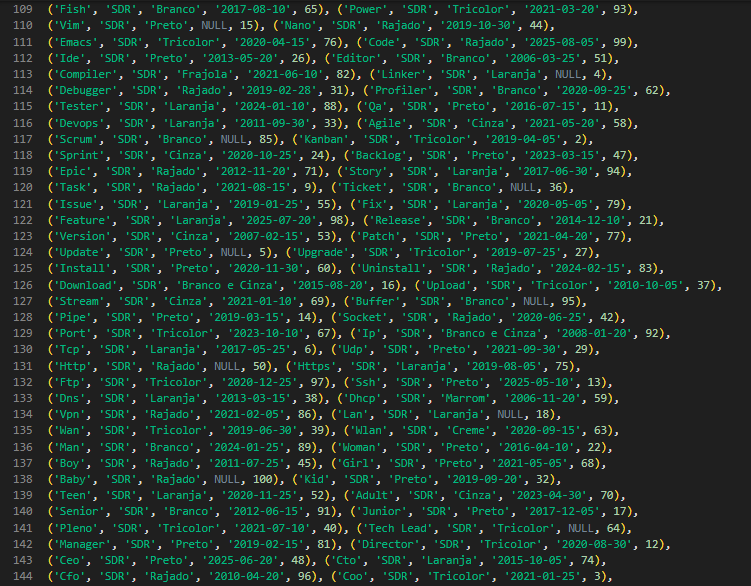 109 ('Fish', 'SDR', 'Branco', '2017-08-10', 65), ('Power', 'SDR', 'Tricolor', '2021-03-20', 93),
110 ('Vim', 'SDR', 'Preto', NULL, 15), ('Nano', 'SDR', 'Rajado', '2019-10-30', 44),
111 ('Emacs', 'SDR', 'Tricolor', '2020-04-15', 76), ('Code', 'SDR', 'Rajado', '2025-08-05', 99),
112 ('Ide', 'SDR', 'Preto', '2013-05-20', 26), ('Editor', 'SDR', 'Branco', '2006-03-25', 51),
113 ('Compiler', 'SDR', 'Frajola', '2021-06-10', 82), ('Linker', 'SDR', 'Laranja', NULL, 4),
114 ('Debugger', 'SDR', 'Rajado', '2019-02-28', 31), ('Profiler', 'SDR', 'Branco', '2020-09-25', 62),
115 ('Tester', 'SDR', 'Laranja', '2024-01-10', 88), ('Qa', 'SDR', 'Preto', '2016-07-15', 11),
116 ('Devops', 'SDR', 'Laranja', '2011-09-30', 33), ('Agile', 'SDR', 'Cinza', '2021-05-20', 58),
117 ('Scrum', 'SDR', 'Branco', NULL, 85), ('Kanban', 'SDR', 'Tricolor', '2019-04-05', 2),
118 ('Sprint', 'SDR', 'Cinza', '2020-10-25', 24), ('Backlog', 'SDR', 'Preto', '2023-03-15', 47),
119 ('Epic', 'SDR', 'Rajado', '2012-11-20', 71), ('Story', 'SDR', 'Laranja', '2017-06-30', 94),
120 ('Task', 'SDR', 'Rajado', '2021-08-15', 9), ('Ticket', 'SDR', 'Branco', NULL, 36),
121 ('Issue', 'SDR', 'Laranja', '2019-01-25', 55), ('Fix', 'SDR', 'Laranja', '2020-05-05', 79),
122 ('Feature', 'SDR', 'Laranja', '2025-07-20', 98), ('Release', 'SDR', 'Branco', '2014-12-10', 21),
123 ('Version', 'SDR', 'Cinza', '2007-02-15', 53), ('Patch', 'SDR', 'Preto', '2021-04-20', 77),
124 ('Update', 'SDR', 'Preto', NULL, 5), ('Upgrade', 'SDR', 'Tricolor', '2019-07-25', 27),
125 ('Install', 'SDR', 'Preto', '2020-11-30', 60), ('Uninstall', 'SDR', 'Rajado', '2024-02-15', 83),
126 ('Download', 'SDR', 'Branco e Cinza', '2015-08-20', 16), ('Upload', 'SDR', 'Tricolor', '2010-10-05', 37),
127 ('Stream', 'SDR', 'Cinza', '2021-01-10', 69), ('Buffer', 'SDR', 'Branco', NULL, 95),
128 ('Pipe', 'SDR', 'Preto', '2019-03-15', 14), ('Socket', 'SDR', 'Rajado', '2020-06-25', 42),
129 ('Port', 'SDR', 'Tricolor', '2023-10-10', 67), ('Ip', 'SDR', 'Branco e Cinza', '2008-01-20', 92),
130 ('Tcp', 'SDR', 'Laranja', '2017-05-25', 6), ('Udp', 'SDR', 'Preto', '2021-09-30', 29),
131 ('Http', 'SDR', 'Rajado', NULL, 50), ('Https', 'SDR', 'Laranja', '2019-08-05', 75),
132 ('Ftp', 'SDR', 'Tricolor', '2020-12-25', 97), ('Ssh', 'SDR', 'Preto', '2025-05-10', 13),
133 ('Dns', 'SDR', 'Laranja', '2013-03-15', 38), ('Dhcp', 'SDR', 'Marrom', '2006-11-20', 59),
134 ('Vpn', 'SDR', 'Rajado', '2021-02-05', 86), ('Lan', 'SDR', 'Laranja', NULL, 18),
135 ('Wan', 'SDR', 'Tricolor', '2019-06-30', 39), ('Wlan', 'SDR', 'Creme', '2020-09-15', 63),
136 ('Man', 'SDR', 'Branco', '2024-01-25', 89), ('Woman', 'SDR', 'Preto', '2016-04-10', 22),
137 ('Boy', 'SDR', 'Rajado', '2011-07-25', 45), ('Girl', 'SDR', 'Preto', '2021-05-05', 68),
138 ('Baby', 'SDR', 'Rajado', NULL, 100), ('Kid', 'SDR', 'Preto', '2019-09-20', 32),
139 ('Teen', 'SDR', 'Laranja', '2020-11-25', 52), ('Adult', 'SDR', 'Cinza', '2023-04-30', 70),
140 ('Senior', 'SDR', 'Branco', '2012-06-15', 91), ('Junior', 'SDR', 'Preto', '2017-12-05', 17),
141 ('Pleno', 'SDR', 'Tricolor', '2021-07-10', 40), ('Tech Lead', 'SDR', 'Tricolor', NULL, 64),
142 ('Manager', 'SDR', 'Preto', '2019-02-15', 81), ('Director', 'SDR', 'Tricolor', '2020-08-30', 12),
143 ('Ceo', 'SDR', 'Preto', '2025-06-20', 48), ('Cto', 'SDR', 'Laranja', '2015-10-05', 74),
144 ('Cfo', 'SDR', 'Rajado', '2010-04-20', 96), ('Coo', 'SDR', 'Tricolor', '2021-01-25', 3),